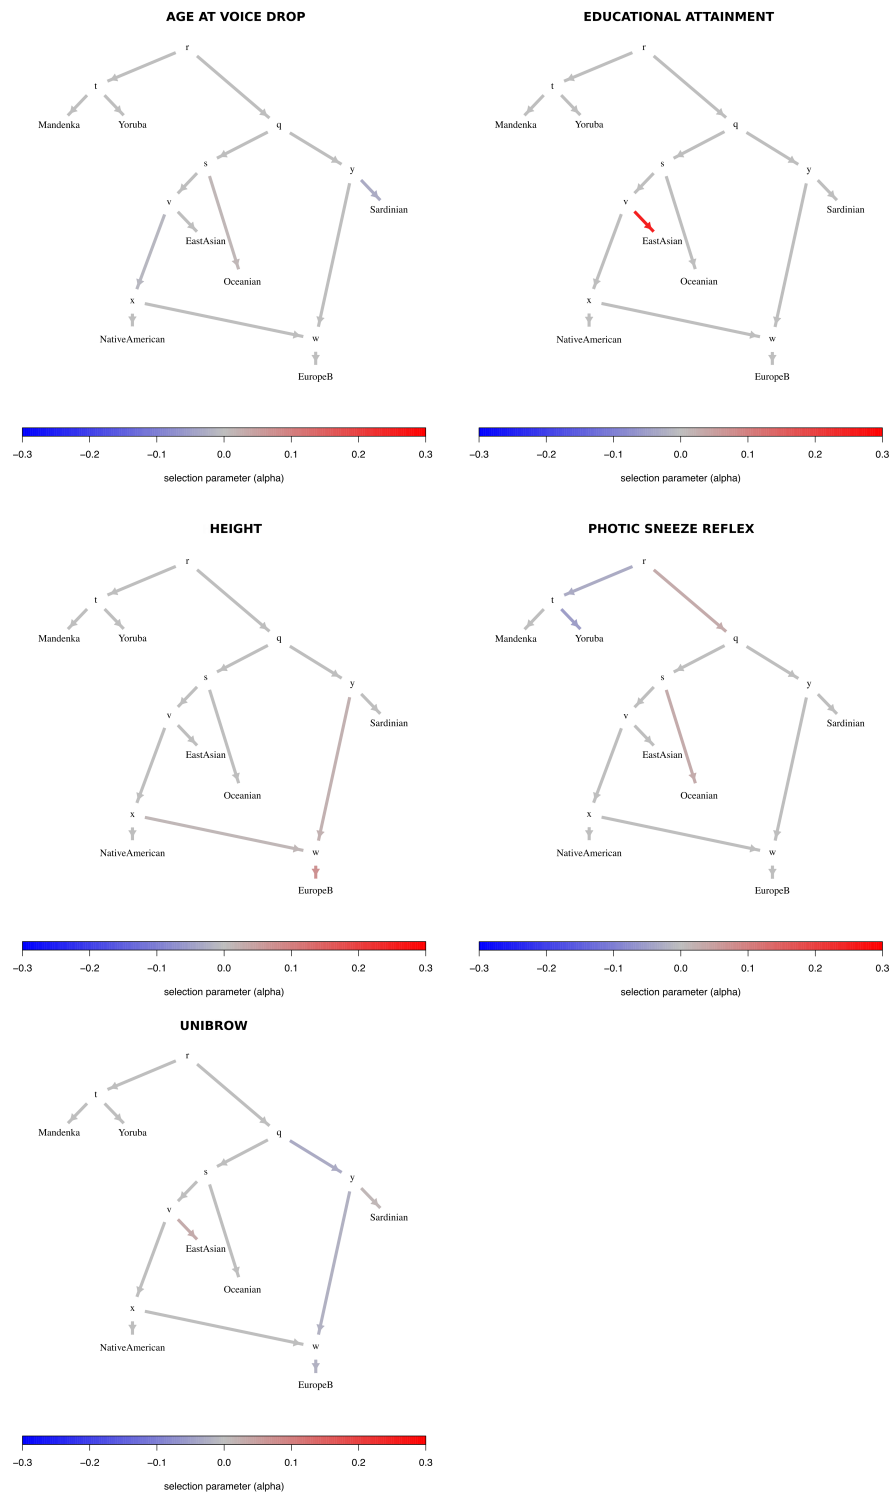 AGE AT VOICE DROP
r
t
Mandenka Yoruba q
s
y
v
Sardinian
EastAsian
Oceanian
x
NativeAmerican w
EuropeB
−0.3 −0.2 −0.1 0.0 0.1 0.2 0.3
selection parameter (alpha)
EDUCATIONAL ATTAINMENT
r
t
Mandenka Yoruba q
s
y
v
Sardinian
EastAsian
Oceanian
x
NativeAmerican w
EuropeB
−0.3 −0.2 −0.1 0.0 0.1 0.2 0.3
selection parameter (alpha)
HEIGHT
r
t
Mandenka Yoruba q
s
y
v
Sardinian
EastAsian
Oceanian
x
NativeAmerican w
EuropeB
−0.3 −0.2 −0.1 0.0 0.1 0.2 0.3
selection parameter (alpha)
PHOTIC SNEEZE REFLEX
r
t
Mandenka Yoruba q
s
y
v
Sardinian
EastAsian
Oceanian
x
NativeAmerican w
EuropeB
−0.3 −0.2 −0.1 0.0 0.1 0.2 0.3
selection parameter (alpha)
UNIBROW
r
t
Mandenka Yoruba q
s
y
v
Sardinian
EastAsian
Oceanian
x
NativeAmerican w
EuropeB
−0.3 −0.2 −0.1 0.0 0.1 0.2 0.3
selection parameter (alpha)